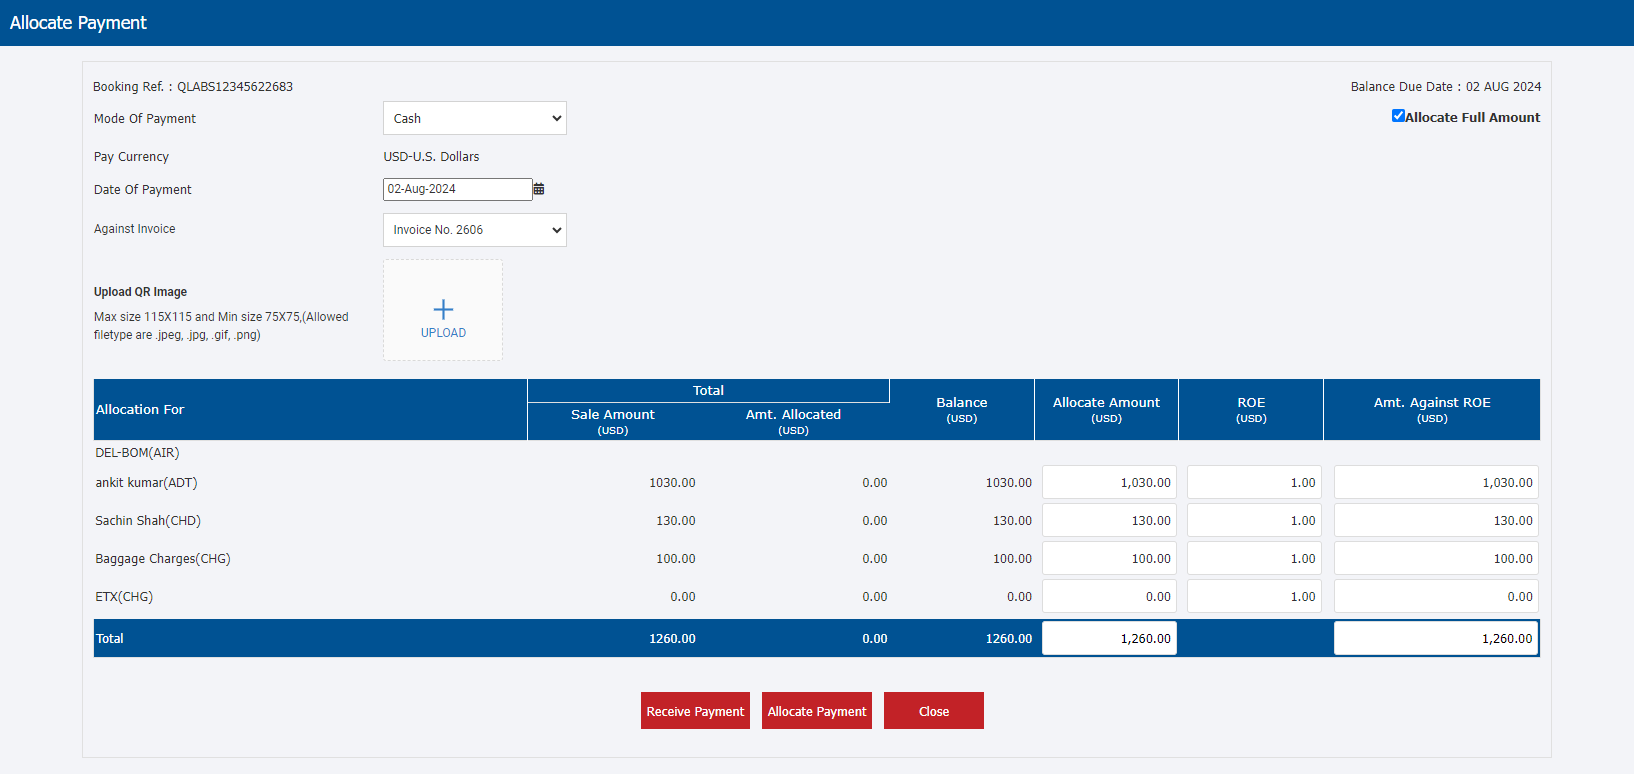 Allocate Payment
Booking Ref. : QLABS12345622683
Balance Due Date : 02 AUG 2024
Mode Of Payment
Cash
Allocate Full Amount
Pay Currency
USD-U.S. Dollars
Date Of Payment
02-Aug-2024
Against Invoice
Invoice No. 2606
Upload QR Image
Max size 115X115 and Min size 75X75,(Allowed
filetype are .jpeg, .jpg, .gif, .png)
UPLOAD
Allocation For
Total
Sale Amount
(USD)
Amt. Allocated
(USD)
Balance
(USD)
Allocate Amount
(USD)
ROE
(USD)
Amt. Against ROE
(USD)
DEL-BOM(AIR)
ankit kumar(ADT) 1030.00 0.00 1030.00 1,030.00 1.00 1,030.00
Sachin Shah(CHD) 130.00 0.00 130.00 130.00 1.00 130.00
Baggage Charges(CHG) 100.00 0.00 100.00 100.00 1.00 100.00
ETX(CHG) 0.00 0.00 0.00 0.00 1.00 0.00
Total 1260.00 0.00 1260.00 1,260.00 1,260.00
Receive Payment Allocate Payment Close